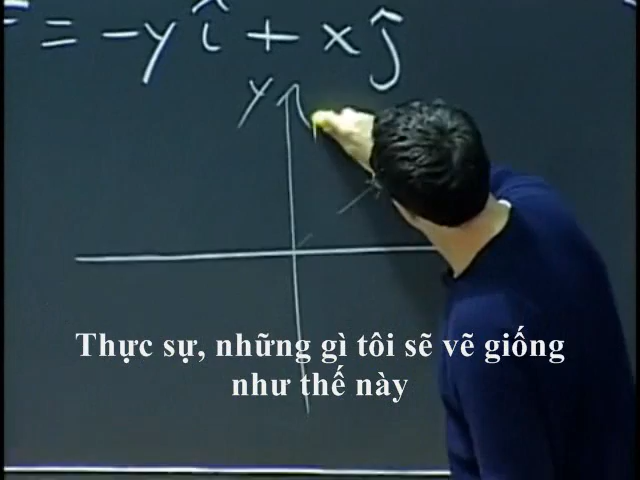 = -y î + x ĵ
y
Thực sự, những gì tôi sẽ vẽ giống
như thế này